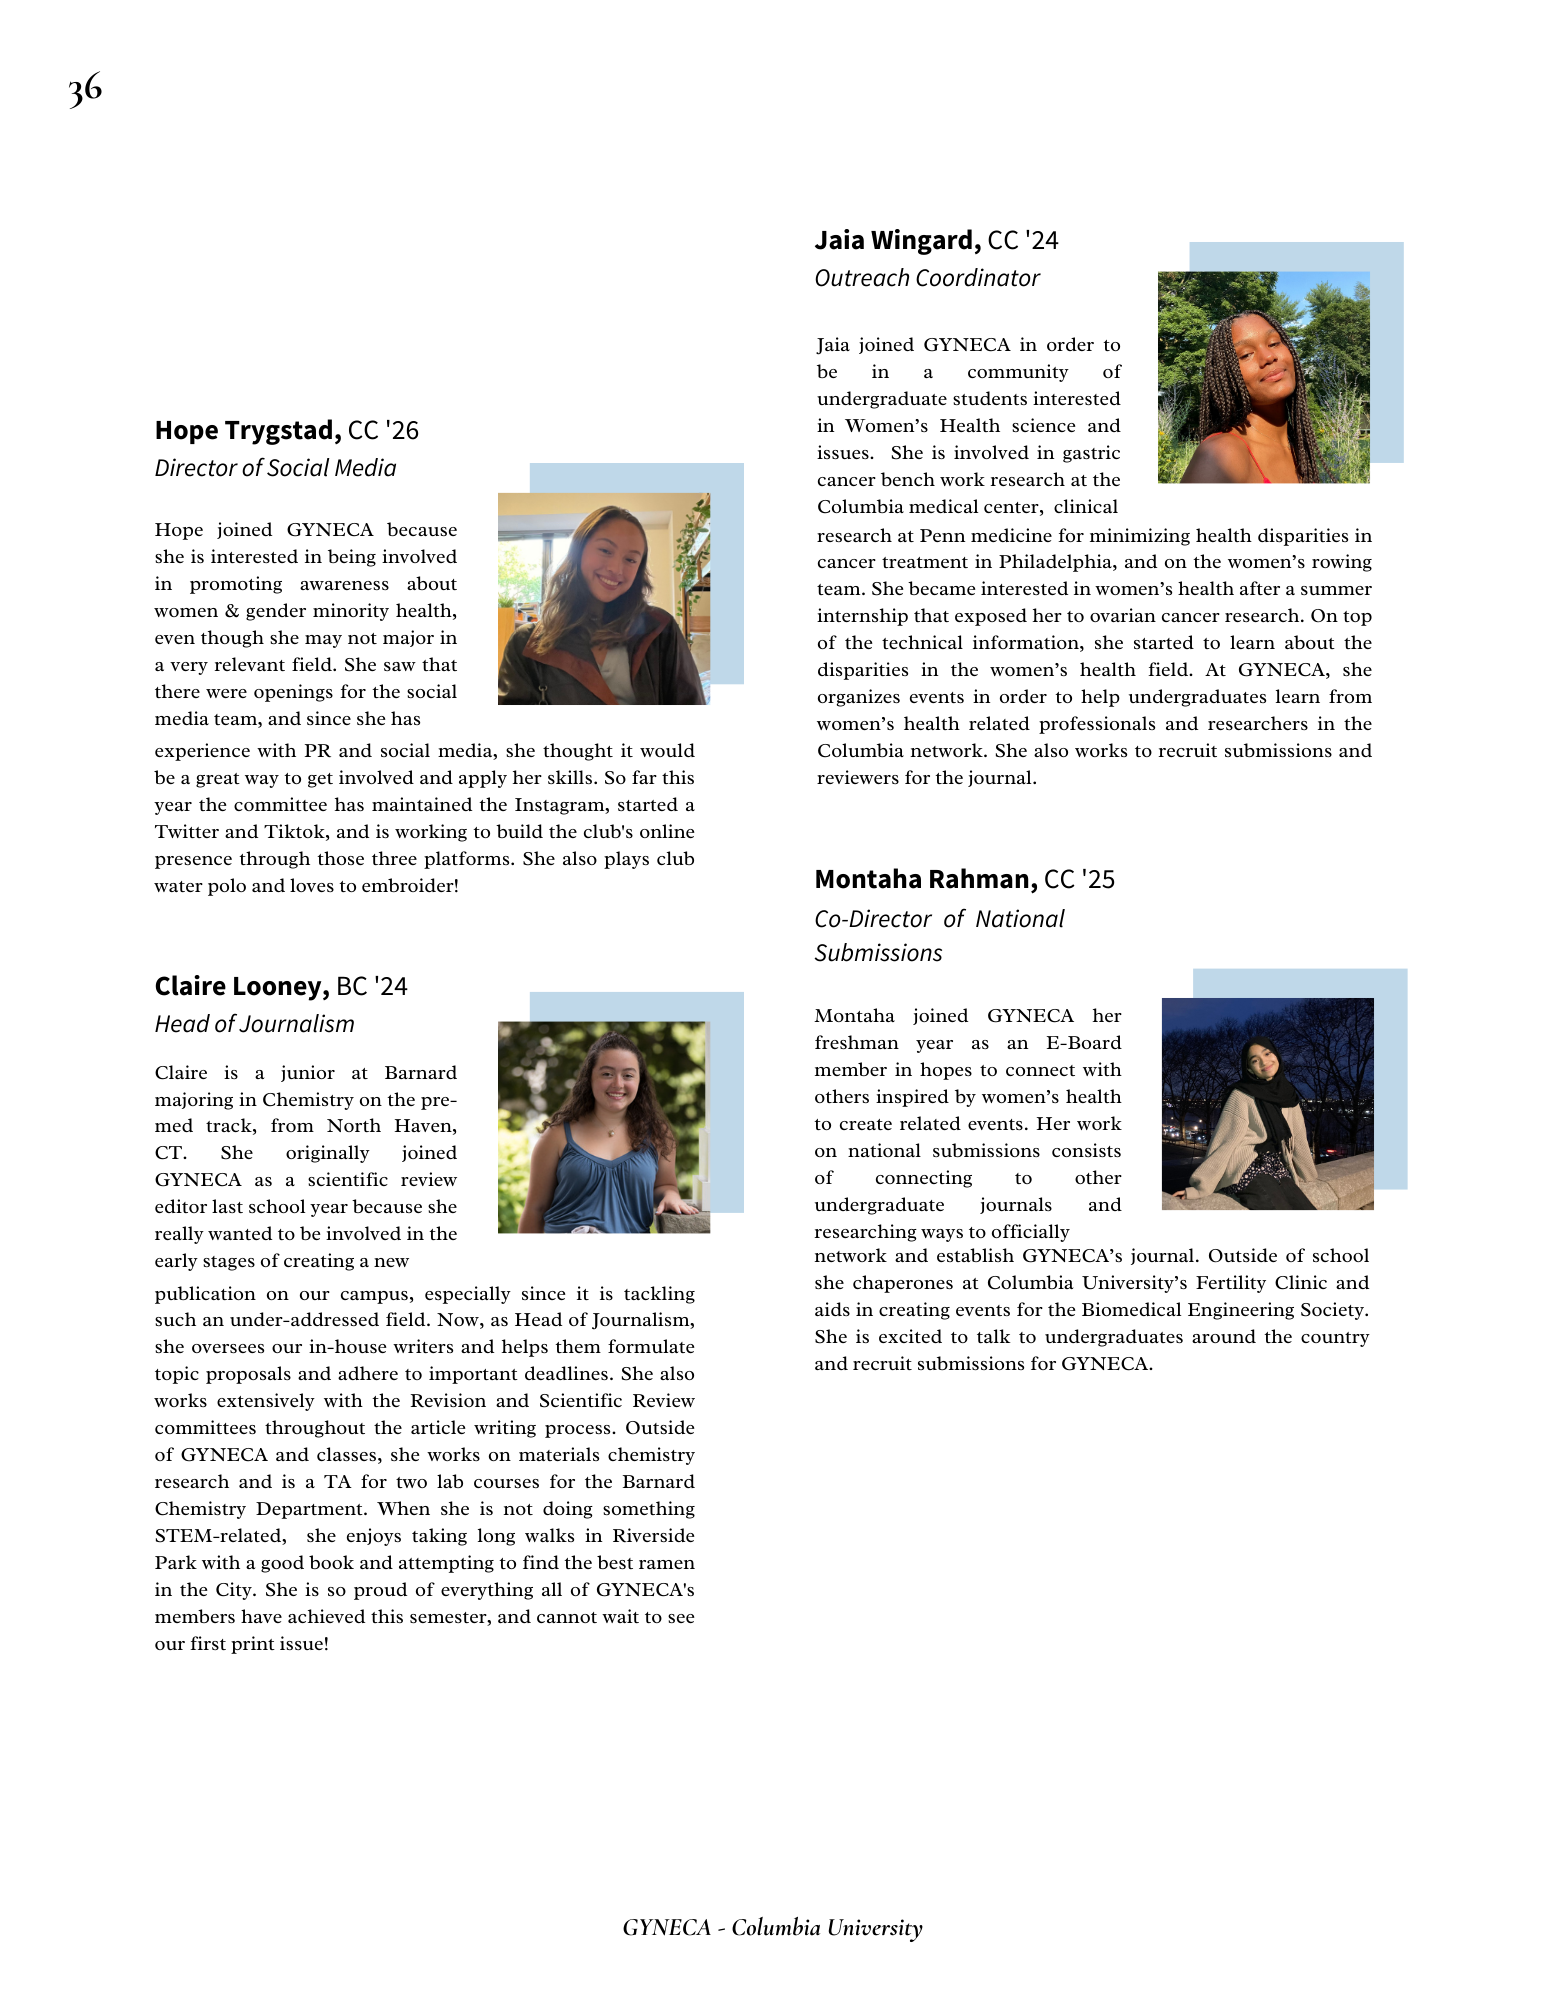 36
Hope Trygstad, CC '26
Director of Social Media
Hope joined GYNECA because
she is interested in being involved
in promoting awareness about
women & gender minority health,
even though she may not major in
a very relevant field. She saw that
there were openings for the social
media team, and since she has
experience with PR and social media, she thought it would
be a great way to get involved and apply her skills. So far this
year the committee has maintained the Instagram, started a
Twitter and Tiktok, and is working to build the club's online
presence through those three platforms. She also plays club
water polo and loves to embroider!
Claire Looney, BC '24
Head of Journalism
Claire is a junior at Barnard
majoring in Chemistry on the pre-
med track, from North Haven,
CT. She originally joined
GYNECA as a scientific review
editor last school year because she
really wanted to be involved in the
early stages of creating a new
publication on our campus, especially since it is tackling
such an under-addressed field. Now, as Head of Journalism,
she oversees our in-house writers and helps them formulate
topic proposals and adhere to important deadlines. She also
works extensively with the Revision and Scientific Review
committees throughout the article writing process. Outside
of GYNECA and classes, she works on materials chemistry
research and is a TA for two lab courses for the Barnard
Chemistry Department. When she is not doing something
STEM-related, she enjoys taking long walks in Riverside
Park with a good book and attempting to find the best ramen
in the City. She is so proud of everything all of GYNECA's
members have achieved this semester, and cannot wait to see
our first print issue!
Jaia Wingard, CC '24
Outreach Coordinator
Jaia joined GYNECA in order to
be in a community of
undergraduate students interested
in Women’s Health science and
issues. She is involved in gastric
cancer bench work research at the
Columbia medical center, clinical
research at Penn medicine for minimizing health disparities in
cancer treatment in Philadelphia, and on the women’s rowing
team. She became interested in women’s health after a summer
internship that exposed her to ovarian cancer research. On top
of the technical information, she started to learn about the
disparities in the women’s health field. At GYNECA, she
organizes events in order to help undergraduates learn from
women’s health related professionals and researchers in the
Columbia network. She also works to recruit submissions and
reviewers for the journal.
Montaha Rahman, CC '25
Co-Director of National
Submissions
Montaha joined GYNECA her
freshman year as an E-Board
member in hopes to connect with
others inspired by women’s health
to create related events. Her work
on national submissions consists
of connecting to other
undergraduate journals and
researching ways to officially
network and establish GYNECA’s journal. Outside of school
she chaperones at Columbia University’s Fertility Clinic and
aids in creating events for the Biomedical Engineering Society.
She is excited to talk to undergraduates around the country
and recruit submissions for GYNECA.
GYNECA - Columbia University